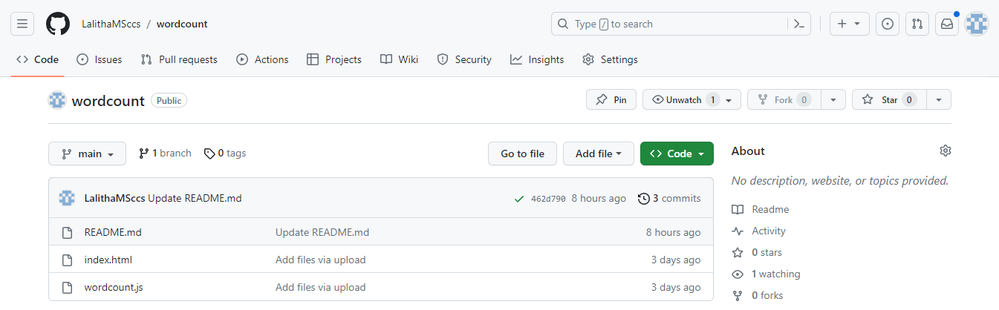 LalithaMSccs / wordcount
Type / to search
Code Issues Pull requests Actions Projects Wiki Security Insights Settings
wordcount Public
Pin Unwatch 1 Fork 0 Star 0
main 1 branch 0 tags Go to file Add file Code
About
No description, website, or topics provided.
LalithaMSccs Update README.md 462d790 8 hours ago 3 commits
Readme
README.md Update README.md 8 hours ago
Activity
0 stars
index.html Add files via upload 3 days ago
1 watching
wordcount.js Add files via upload 3 days ago
0 forks